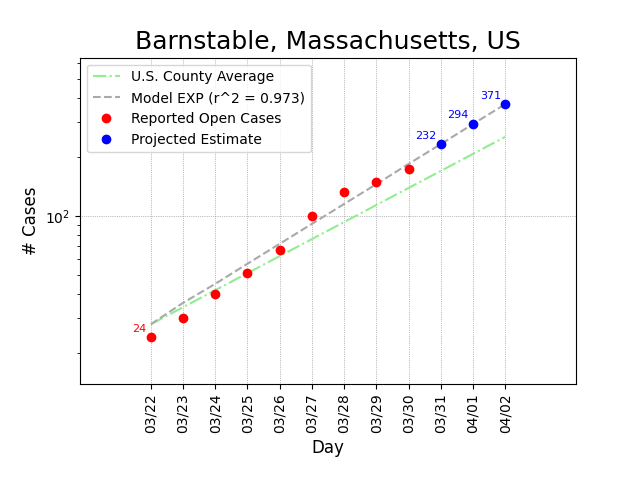 Barnstable, Massachusetts, US
U.S. County Average
Model EXP (r^2 = 0.973)
Reported Open Cases
Projected Estimate
371
294
232
24
10^2
# Cases
03/22
03/23
03/24
03/25
03/26
03/27
03/28
03/29
03/30
03/31
04/01
04/02
Day